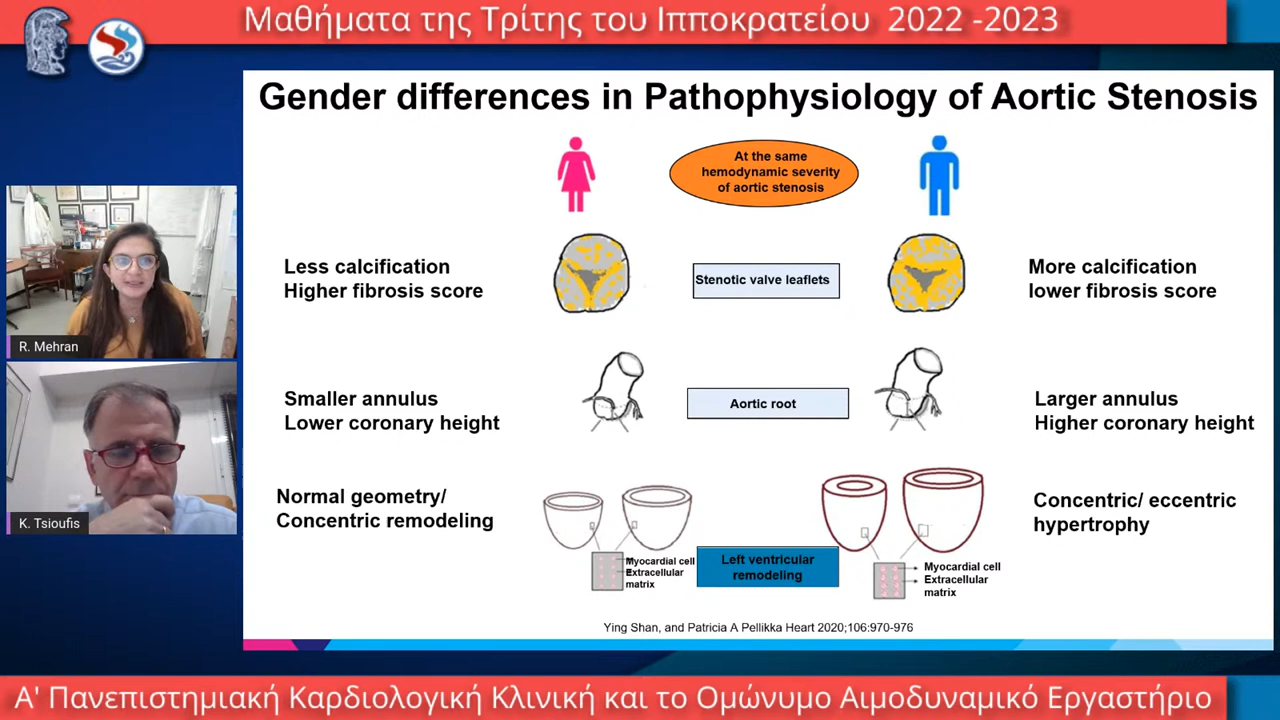 Μαθήματα της Τρίτης του Ιπποκρατείου 2022 -2023
Gender differences in Pathophysiology of Aortic Stenosis
At the same
hemodynamic severity
of aortic stenosis
Less calcification
Higher fibrosis score
Stenotic valve leaflets
More calcification
lower fibrosis score
R. Mehran
Smaller annulus
Lower coronary height
Aortic root
Larger annulus
Higher coronary height
Normal geometry/
Concentric remodeling
Concentric/ eccentric
hypertrophy
K. Tsioufis
Myocardial cell
Extracellular
matrix
Left ventricular
remodeling
Myocardial cell
Extracellular
matrix
Ying Shan, and Patricia A Pellikka Heart 2020;106:970-976
Α' Πανεπιστημιακή Καρδιολογική Κλινική και το Ομώνυμο Αιμοδυναμικό Εργαστήριο